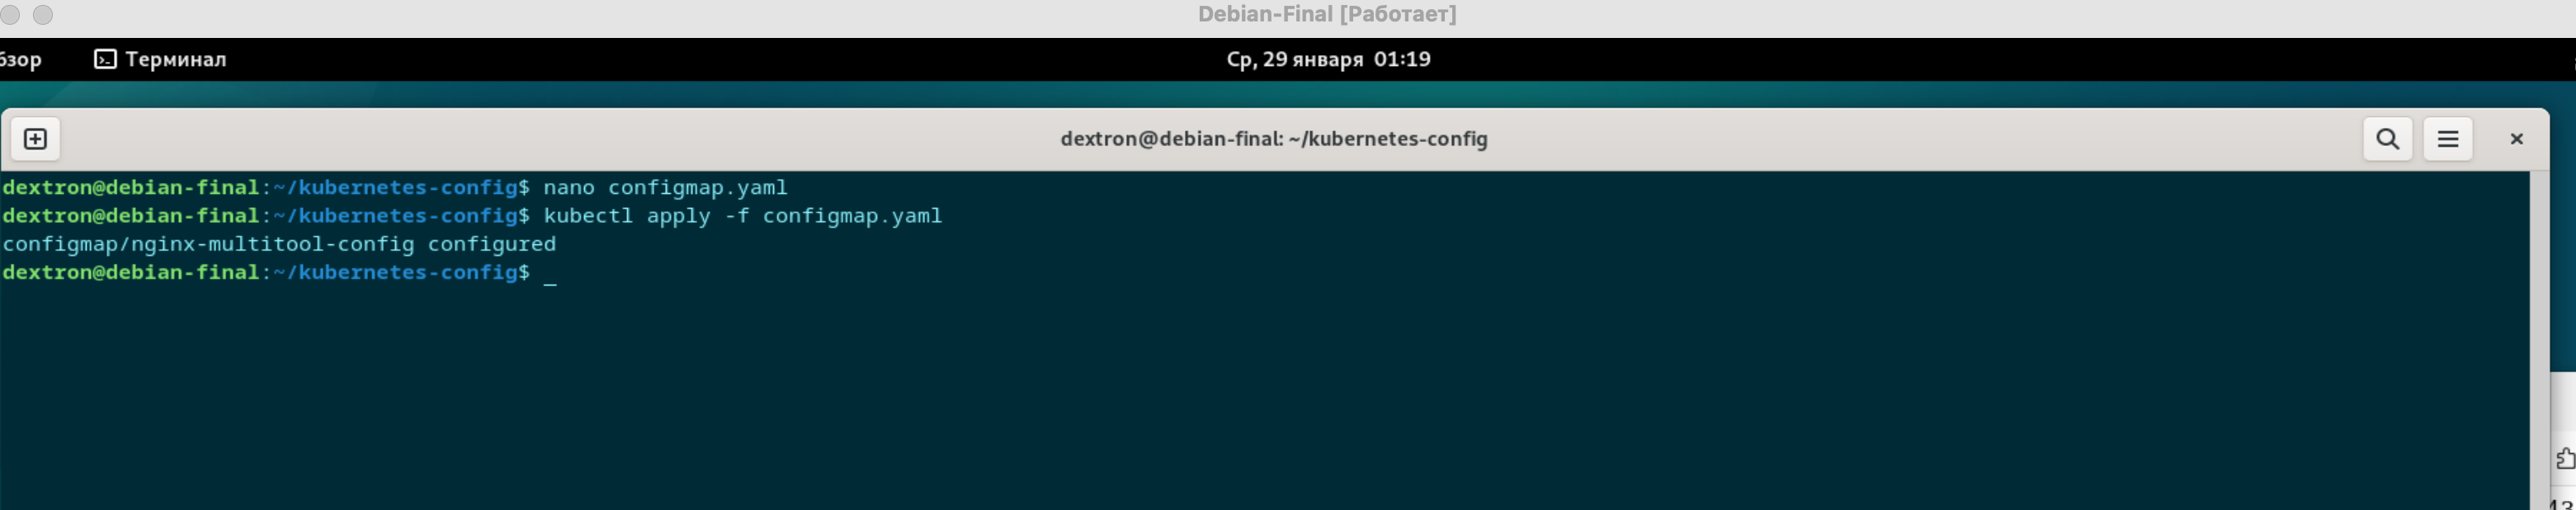 Debian-Final [Работает]
бзор
Терминал
Ср, 29 января 01:19
dextron@debian-final: ~/kubernetes-config
dextron@debian-final:~/kubernetes-config$ nano configmap.yaml
dextron@debian-final:~/kubernetes-config$ kubectl apply -f configmap.yaml
configmap/nginx-multitool-config configured
dextron@debian-final:~/kubernetes-config$ _